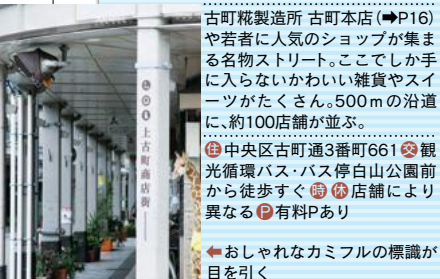 古町糀製造所 古町本店(➡P16)
や若者に人気のショップが集ま
る名物ストリート。ここでしか手
に入らないかわいい雑貨やスイ
ーツがたくさん。500mの沿道
に、約100店舗が並ぶ。
住中央区古町通3番町661 交観
光循環バス・バス停白山公園前
から徒歩すぐ 時 休店舗により
異なる P有料Pあり
⬅おしゃれなカミフルの標識が
目を引く
上古町商店街